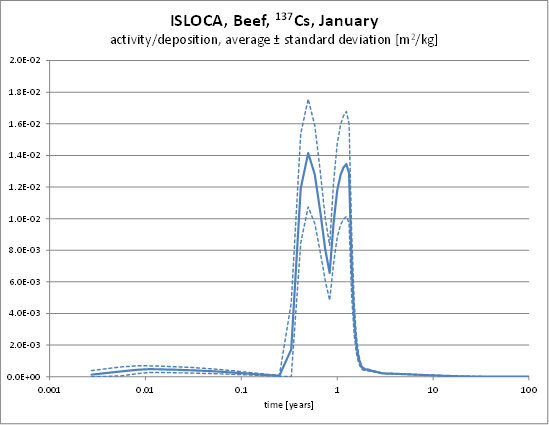 ISLOCA, Beef, ¹³⁷Cs, January
activity/deposition, average ± standard deviation [m²/kg]
2.0E-02
1.8E-02
1.6E-02
1.4E-02
1.2E-02
1.0E-02
8.0E-03
6.0E-03
4.0E-03
2.0E-03
0.0E+00
0.001 0.01 0.1 1 10 100
time [years]